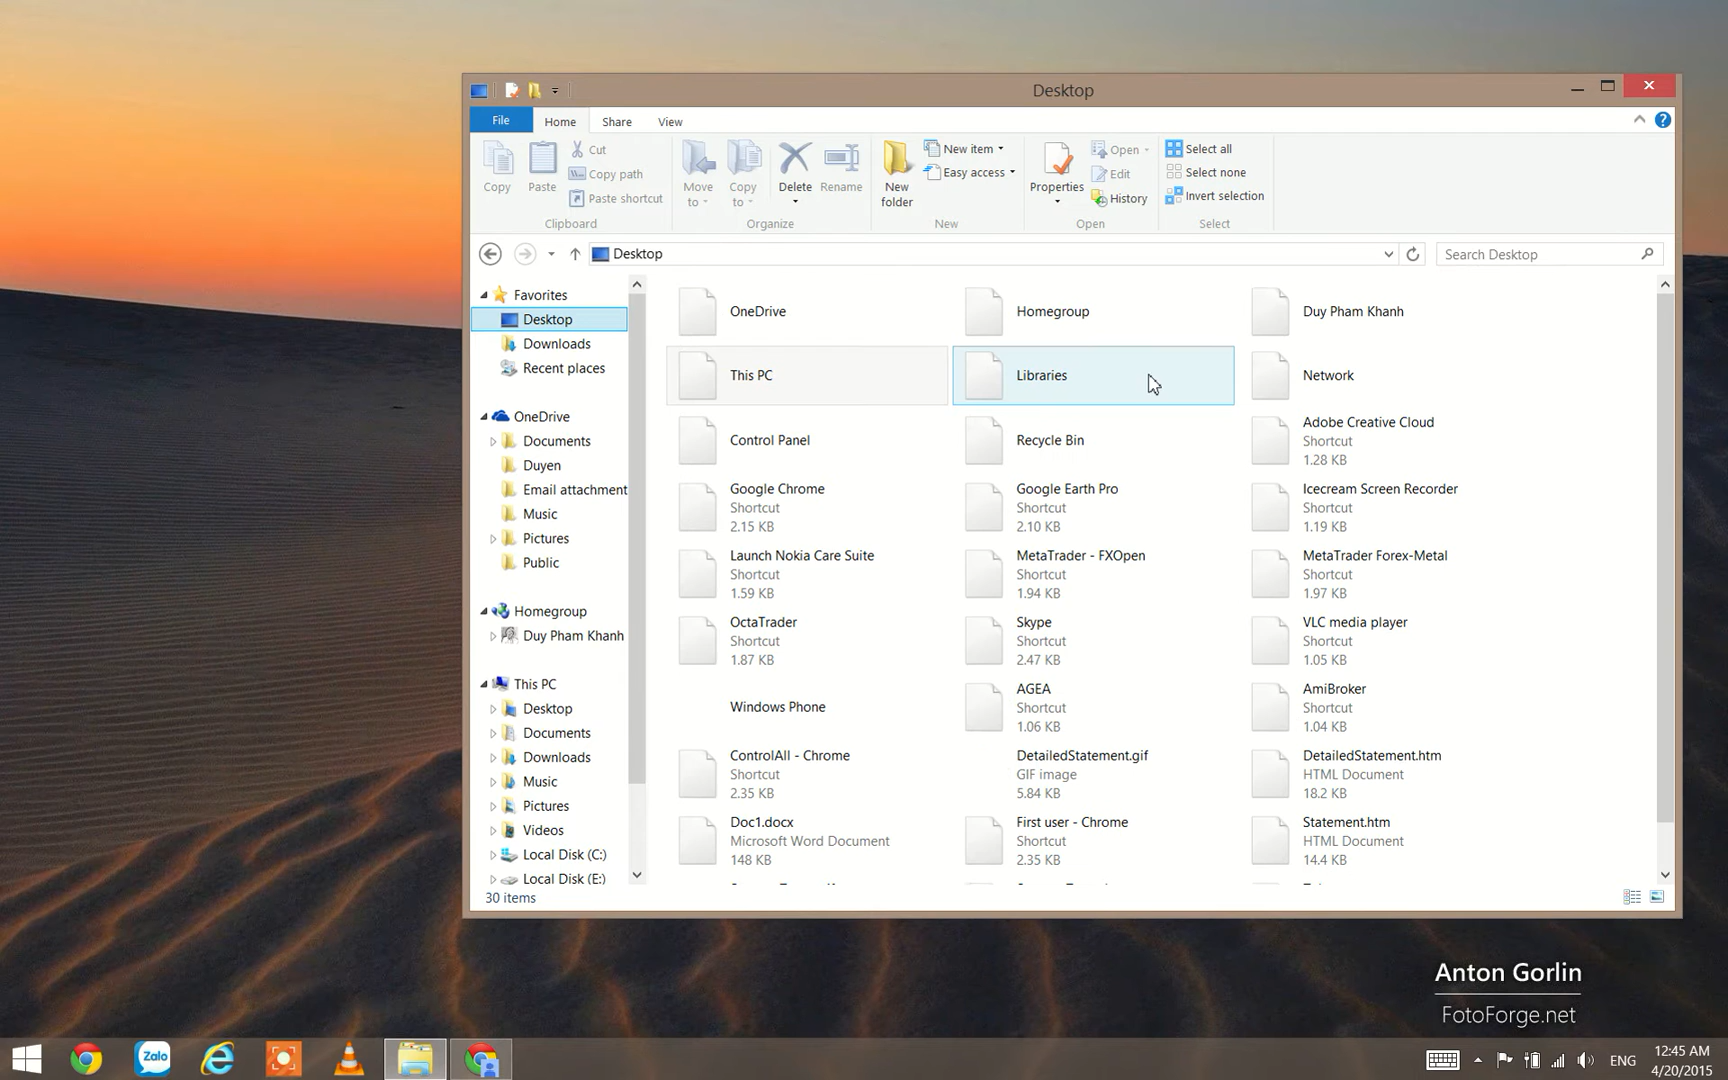 Desktop
File
Home
Share
View
Copy
Paste
Cut
Copy path
Paste shortcut
Clipboard
Move
to
Copy
to
Delete
Rename
Organize
New
folder
New item
Easy access
New
Properties
Open
Edit
History
Open
Select all
Select none
Invert selection
Select
Desktop
Search Desktop
Favorites
Desktop
Downloads
Recent places
OneDrive
Documents
Duyen
Email attachment
Music
Pictures
Public
Homegroup
Duy Pham Khanh
This PC
Desktop
Documents
Downloads
Music
Pictures
Videos
Local Disk (C:)
Local Disk (E:)
OneDrive
Homegroup
Duy Pham Khanh
This PC
Libraries
Network
Control Panel
Recycle Bin
Adobe Creative Cloud
Shortcut
1.28 KB
Google Chrome
Shortcut
2.15 KB
Google Earth Pro
Shortcut
2.10 KB
Icecream Screen Recorder
Shortcut
1.19 KB
Launch Nokia Care Suite
Shortcut
1.59 KB
MetaTrader - FXOpen
Shortcut
1.94 KB
MetaTrader Forex-Metal
Shortcut
1.97 KB
OctaTrader
Shortcut
1.87 KB
Skype
Shortcut
2.47 KB
VLC media player
Shortcut
1.05 KB
Windows Phone
AGEA
Shortcut
1.06 KB
AmiBroker
Shortcut
1.04 KB
ControlAll - Chrome
Shortcut
2.35 KB
DetailedStatement.gif
GIF image
5.84 KB
DetailedStatement.htm
HTML Document
18.2 KB
Doc1.docx
Microsoft Word Document
148 KB
First user - Chrome
Shortcut
2.35 KB
Statement.htm
HTML Document
14.4 KB
30 items
Anton Gorlin
FotoForge.net
Zalo
ENG
12:45 AM
4/20/2015